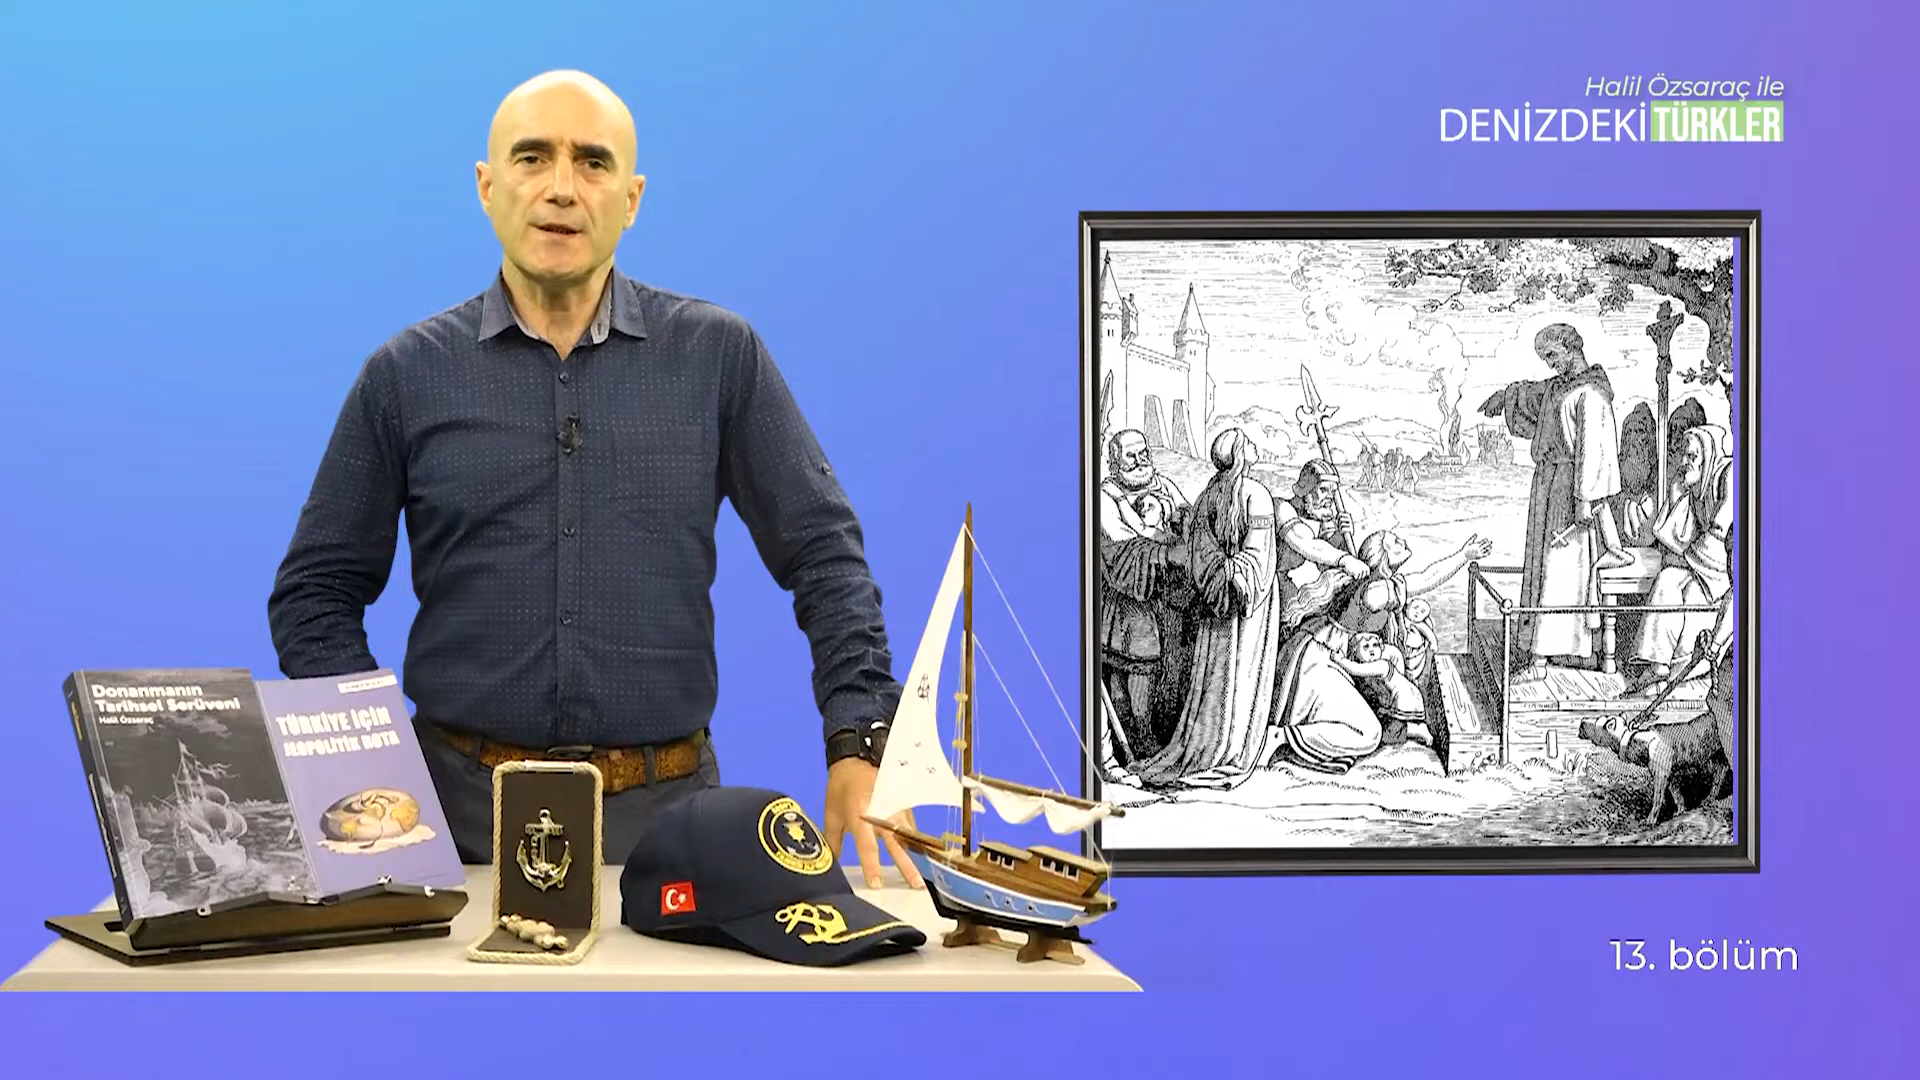 Halil Özsaraç ile
DENİZDEKİ TÜRKLER
Donanmanın
Tarihsel Serüveni
Halil Özsaraç
TÜRKİYE İÇİN
JEOPOLİTİK ROTA
13. bölüm